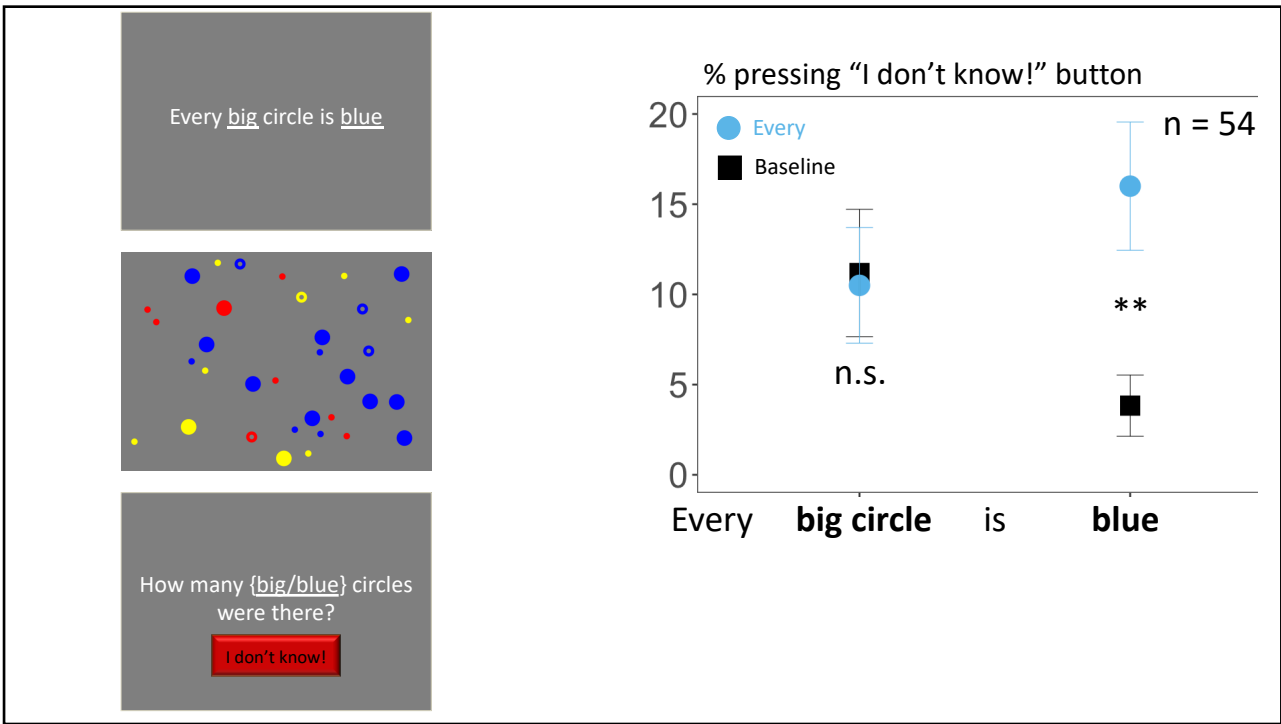 Every big circle is blue
How many {big/blue} circles
were there?
I don't know!
% pressing “I don’t know!” button
20
15
10
5
0
Every
Baseline
n = 54
n.s.
**
Every big circle is blue